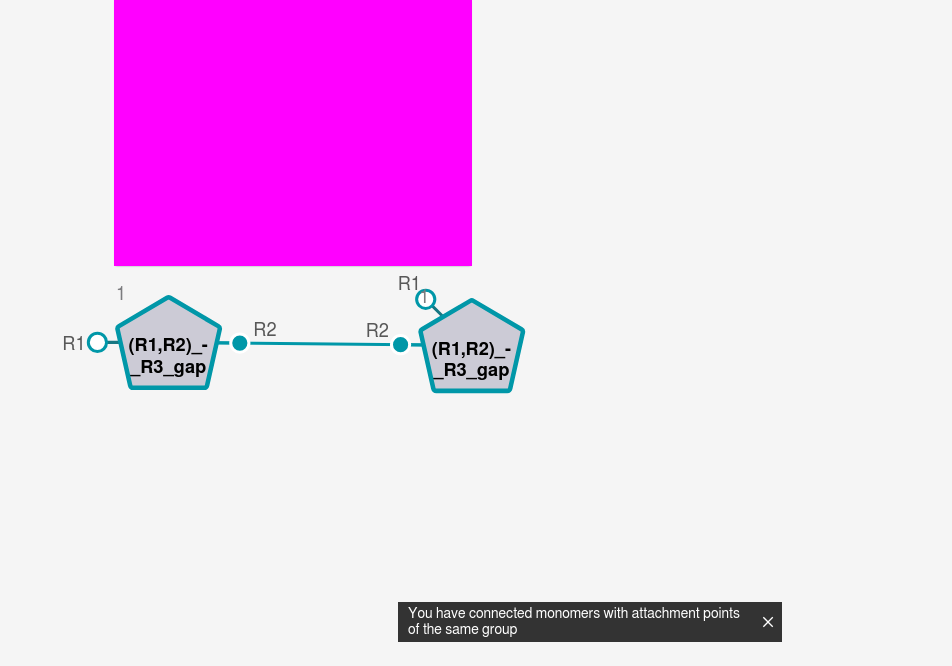 R1
1
1
R2
R2
R1
(R1,R2)_-
_R3_gap
(R1,R2)_-
_R3_gap
You have connected monomers with attachment points
of the same group